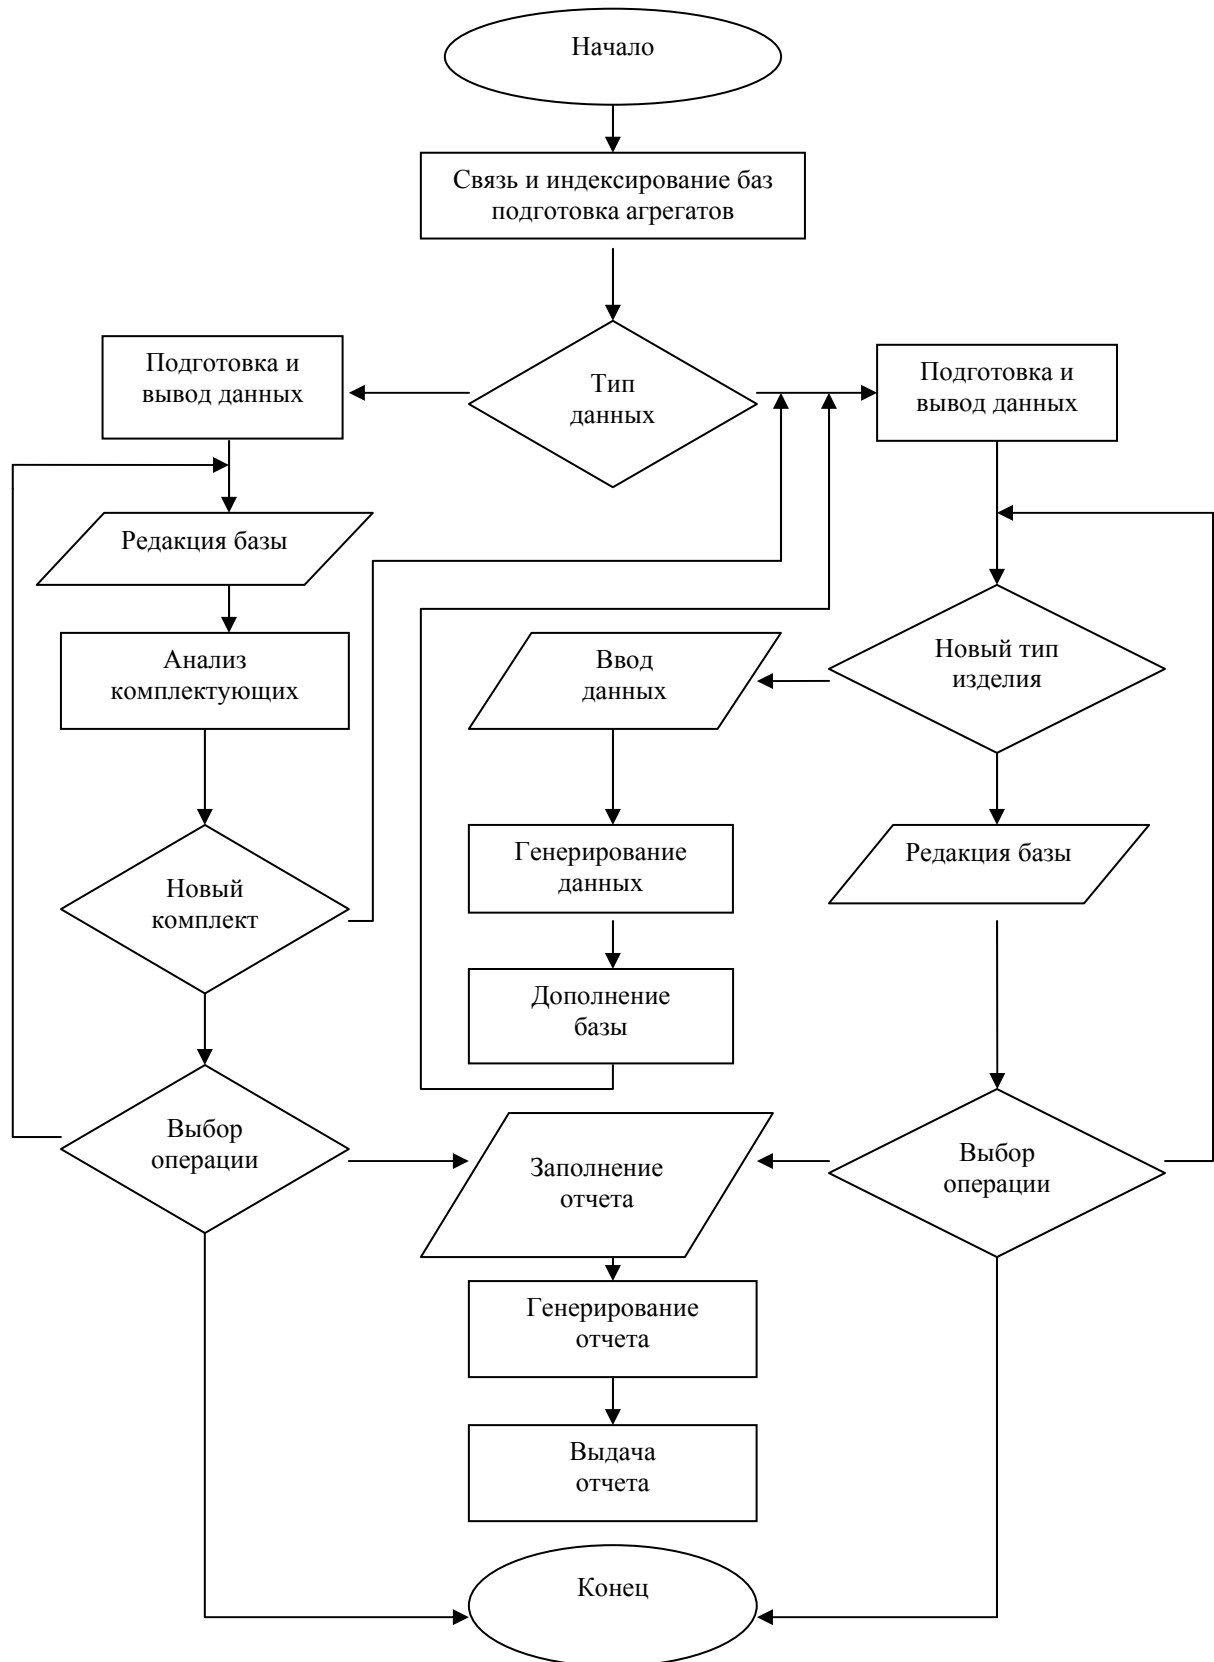 Начало
Связь и индексирование баз
подготовка агрегатов
Тип
данных
Подготовка и
вывод данных
Подготовка и
вывод данных
Редакция базы
Анализ
комплектующих
Ввод
данных
Новый тип
изделия
Новый
комплект
Генерирование
данных
Редакция базы
Дополнение
базы
Выбор
операции
Заполнение
отчета
Выбор
операции
Генерирование
отчета
Выдача
отчета
Конец